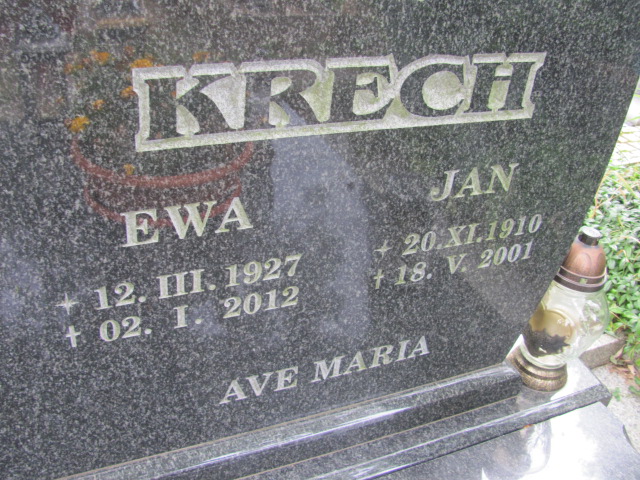 KRECH
EWA
+ 12. III. 1927
† 02. I. 2012
JAN
+ 20. XI. 1910
† 18. V. 2001
AVE MARIA